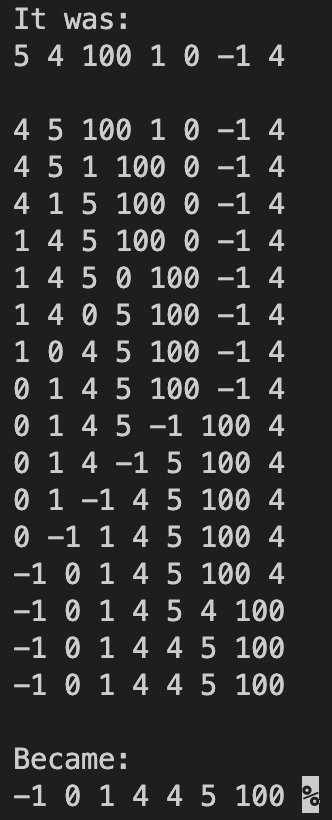 It was:
5 4 100 1 0 -1 4
4 5 100 1 0 -1 4
4 5 1 100 0 -1 4
4 1 5 100 0 -1 4
1 4 5 100 0 -1 4
1 4 5 0 100 -1 4
1 4 0 5 100 -1 4
1 0 4 5 100 -1 4
0 1 4 5 100 -1 4
0 1 4 5 -1 100 4
0 1 4 -1 5 100 4
0 1 -1 4 5 100 4
0 -1 1 4 5 100 4
-1 0 1 4 5 100 4
-1 0 1 4 5 4 100
-1 0 1 4 4 5 100
-1 0 1 4 4 5 100
Became:
-1 0 1 4 4 5 100 %